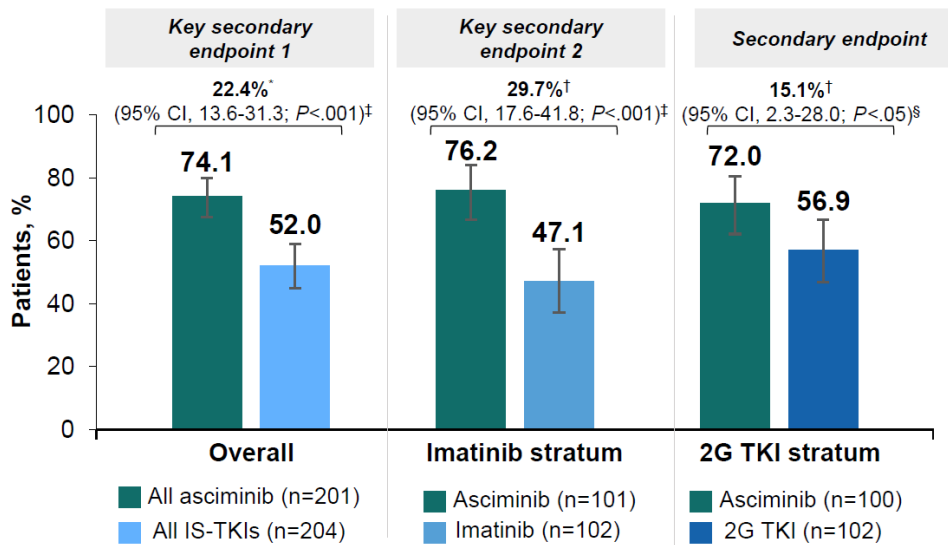 Key secondary
endpoint 1
Key secondary
endpoint 2
Secondary endpoint
22.4%*
(95% CI, 13.6-31.3; P<.001)‡
29.7%†
(95% CI, 17.6-41.8; P<.001)‡
15.1%†
(95% CI, 2.3-28.0; P<.05)§
Patients, %
100
80
60
40
20
0
74.1
52.0
76.2
47.1
72.0
56.9
Overall
Imatinib stratum
2G TKI stratum
All asciminib (n=201)
All IS-TKIs (n=204)
Asciminib (n=101)
Imatinib (n=102)
Asciminib (n=100)
2G TKI (n=102)